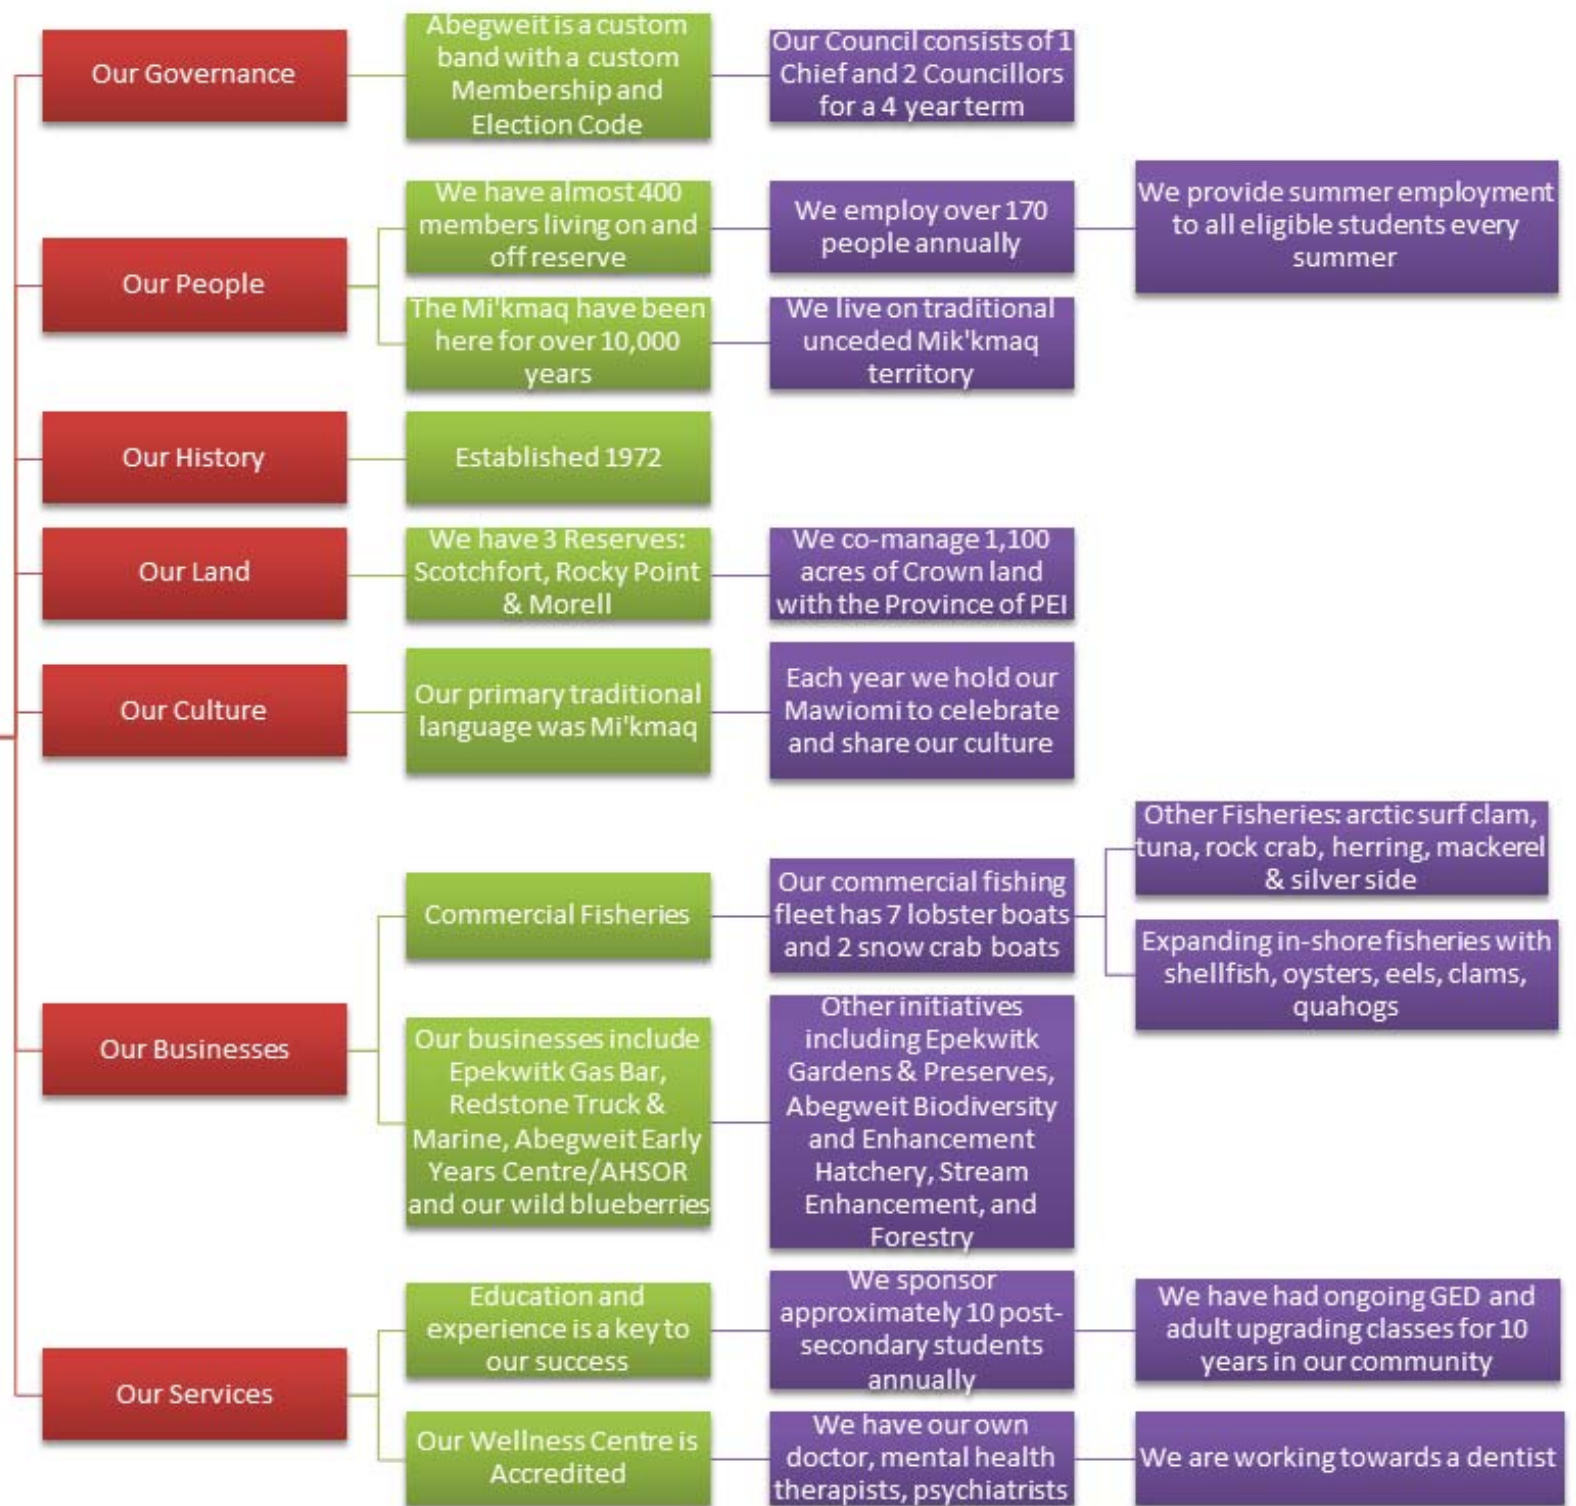 Our Governance
Abegweit is a custom
band with a custom
Membership and
Election Code
Our Council consists of 1
Chief and 2 Councillors
for a 4 year term
Our People
We have almost 400
members living on and
off reserve
We employ over 170
people annually
We provide summer employment
to all eligible students every
summer
The Mi'kmaq have been
here for over 10,000
years
We live on traditional
unceded Mik'kmaq
territory
Our History
Established 1972
Our Land
We have 3 Reserves:
Scotchfort, Rocky Point
& Morell
We co-manage 1,100
acres of Crown land
with the Province of PEI
Our Culture
Our primary traditional
language was Mi'kmaq
Each year we hold our
Mawiomi to celebrate
and share our culture
Our Businesses
Commercial Fisheries
Our commercial fishing
fleet has 7 lobster boats
and 2 snow crab boats
Other Fisheries: arctic surf clam,
tuna, rock crab, herring, mackerel
& silver side
Expanding in-shore fisheries with
shellfish, oysters, eels, clams,
quahogs
Our businesses include
Epekwitk Gas Bar,
Redstone Truck &
Marine, Abegweit Early
Years Centre/AHSOR
and our wild blueberries
Other initiatives
including Epekwitk
Gardens & Preserves,
Abegweit Biodiversity
and Enhancement
Hatchery, Stream
Enhancement, and
Forestry
Our Services
Education and
experience is a key to
our success
We sponsor
approximately 10 post-
secondary students
annually
We have had ongoing GED and
adult upgrading classes for 10
years in our community
Our Wellness Centre is
Accredited
We have our own
doctor, mental health
therapists, psychiatrists
We are working towards a dentist